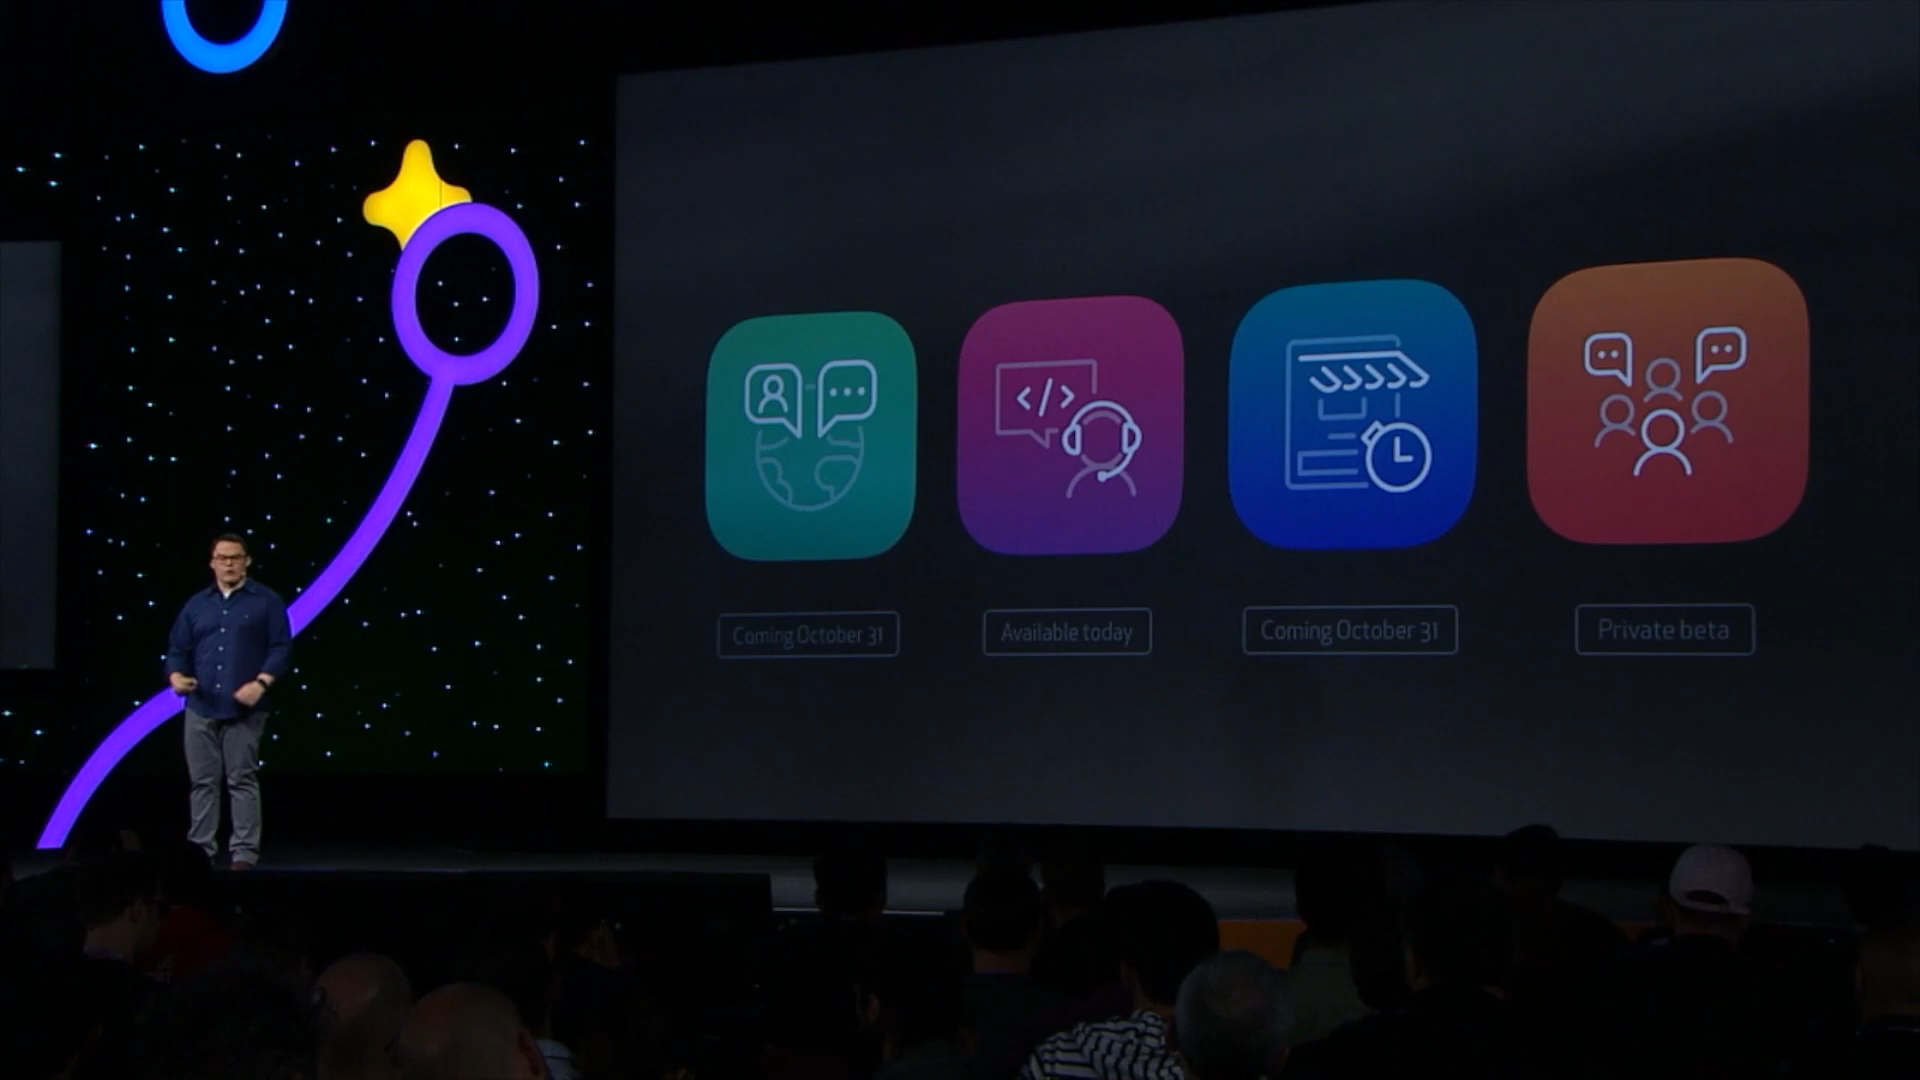 </>
Coming October 31
Available today
Coming October 31
Private beta